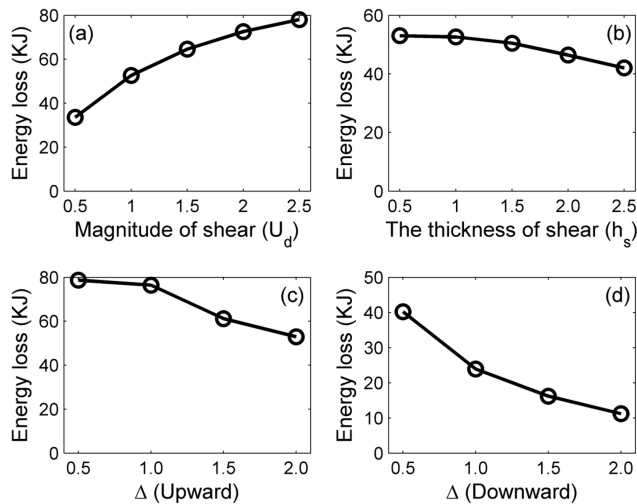 (a)
Energy loss (KJ)
80
60
40
20
0
0.5 1 1.5 2 2.5
Magnitude of shear (U_d)
(b)
Energy loss (KJ)
60
40
20
0
0.5 1 1.5 2.0 2.5
The thickness of shear (h_s)
(c)
Energy loss (KJ)
80
60
40
20
0
0.5 1.0 1.5 2.0
Δ (Upward)
(d)
Energy loss (KJ)
50
40
30
20
10
0
0.5 1.0 1.5 2.0
Δ (Downward)